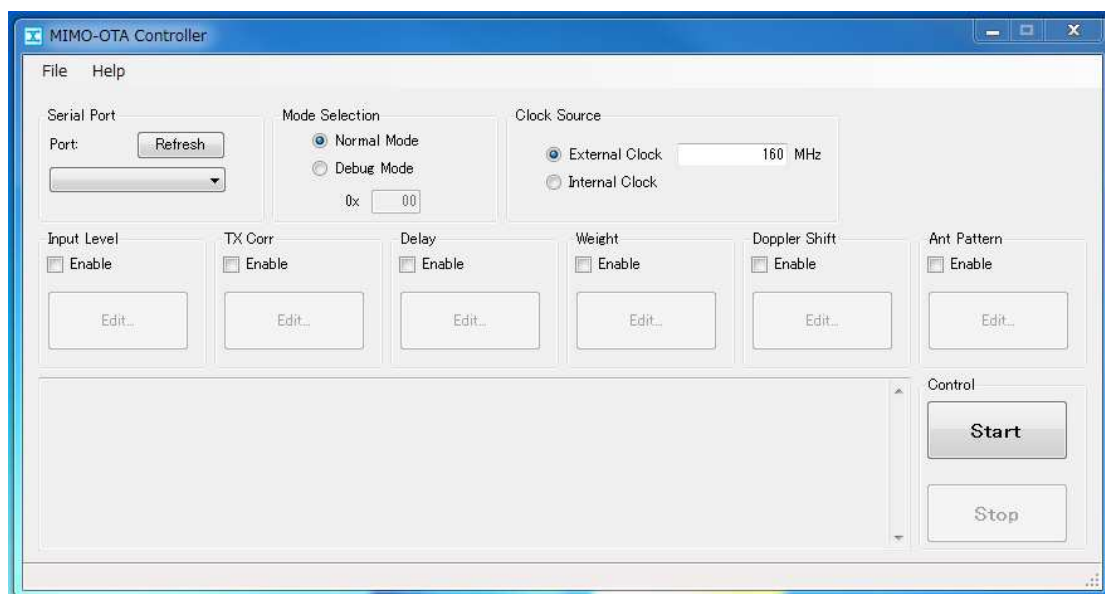 MIMO-OTA Controller
File Help
Serial Port
Port: Refresh
Mode Selection
Normal Mode
Debug Mode
0x 00
Clock Source
External Clock 160 MHz
Internal Clock
Input Level
Enable
Edit...
TX Corr
Enable
Edit...
Delay
Enable
Edit...
Weight
Enable
Edit...
Doppler Shift
Enable
Edit...
Ant Pattern
Enable
Edit...
Control
Start
Stop